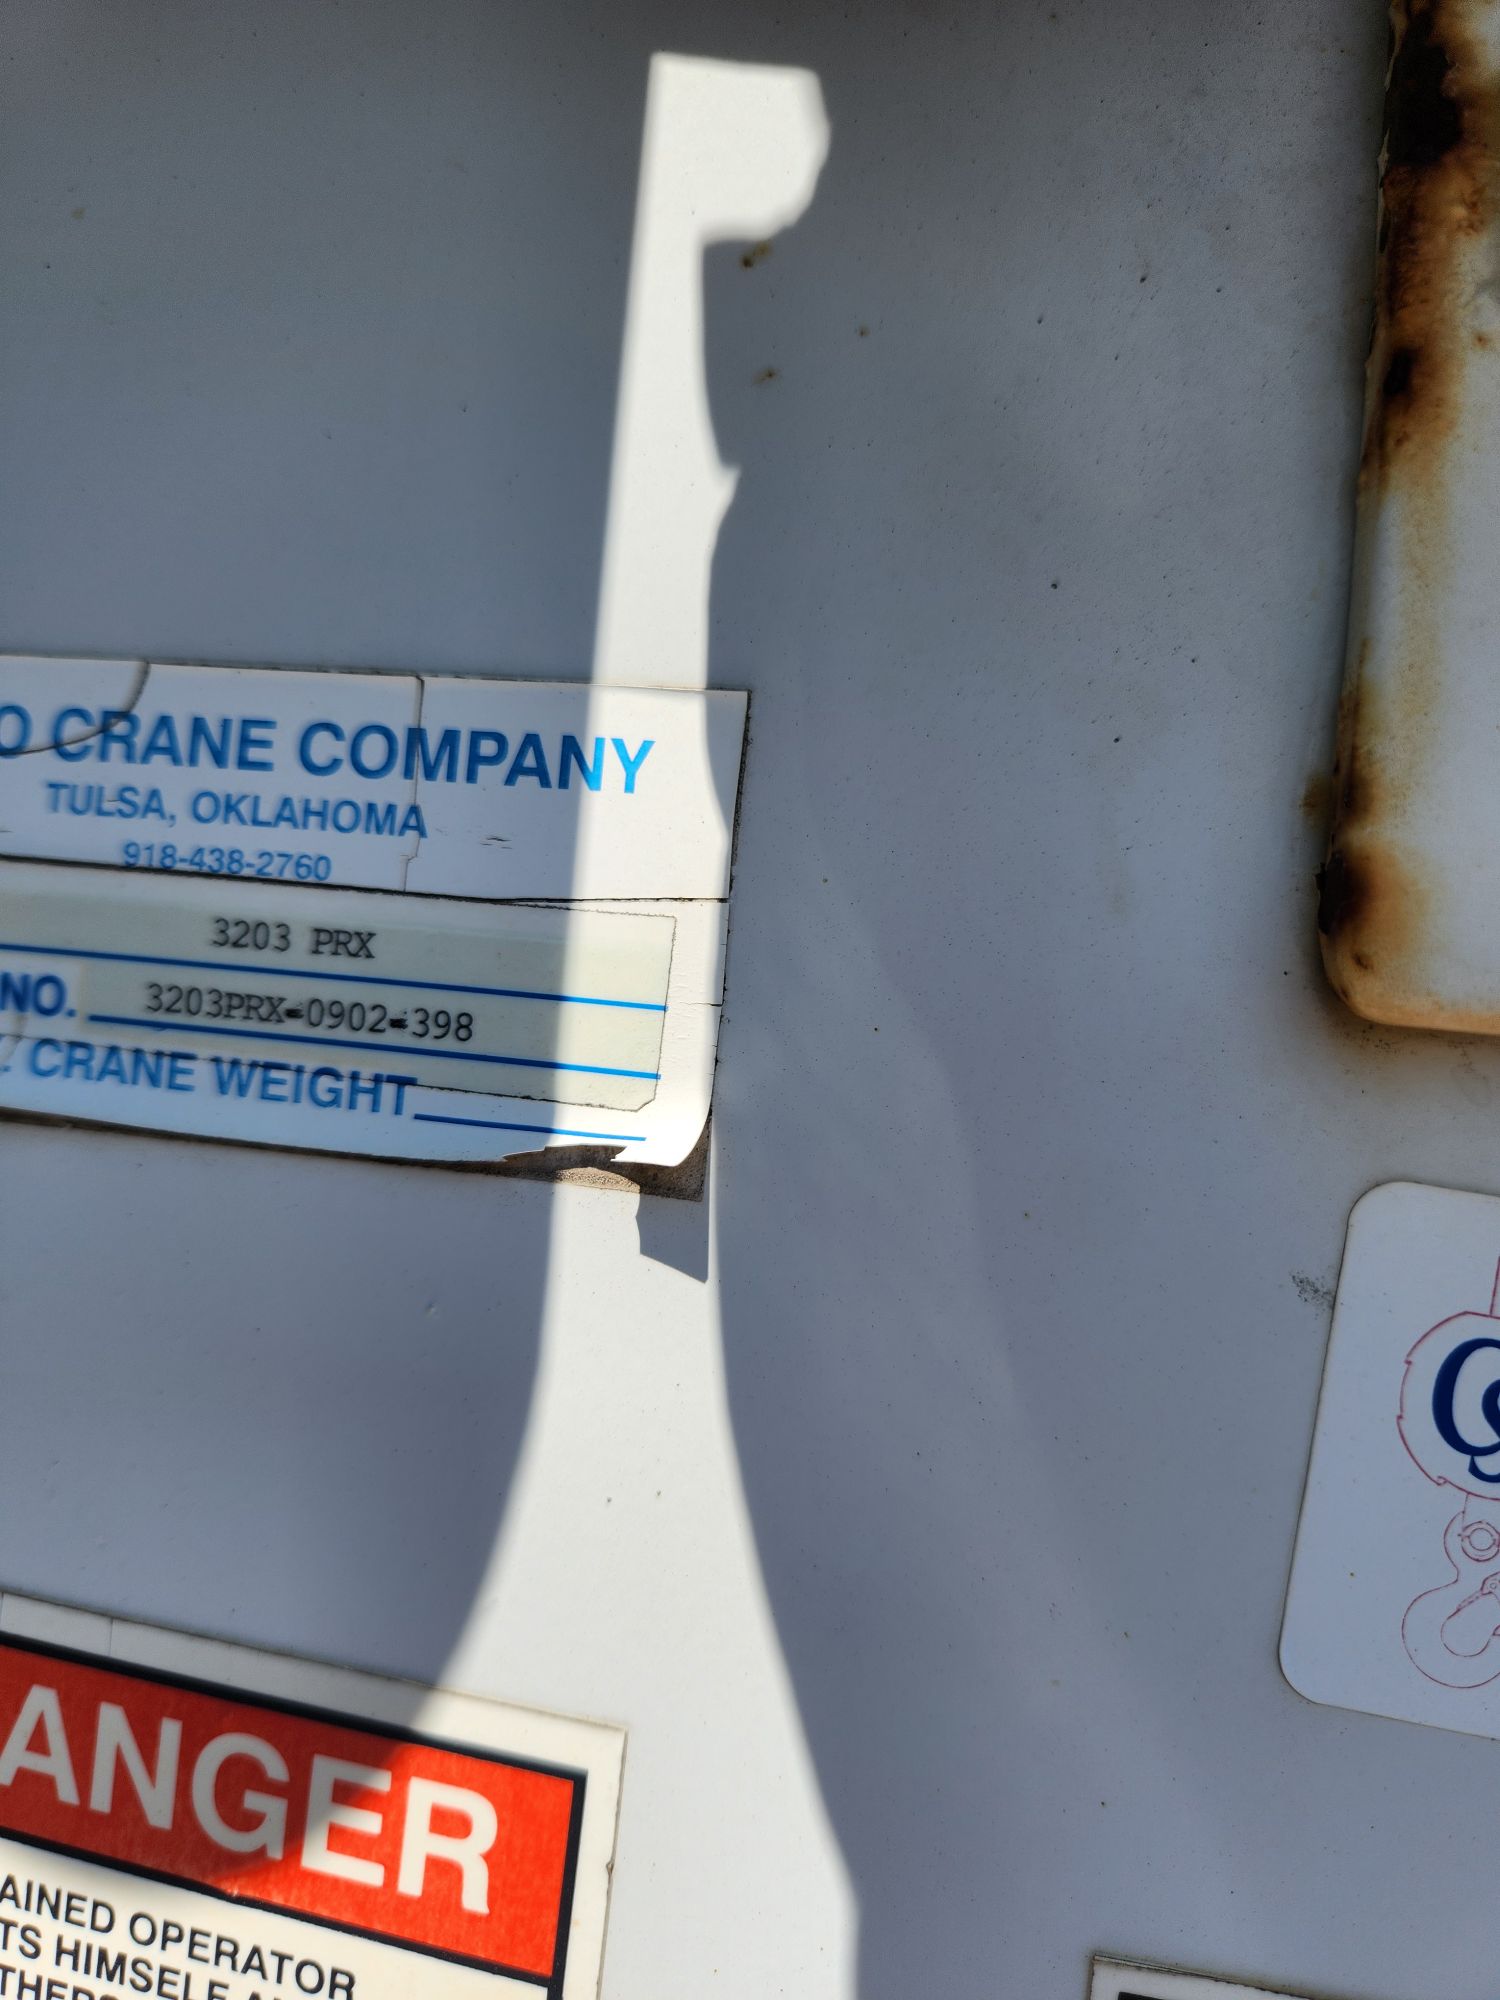 O CRANE COMPANY
TULSA, OKLAHOMA
918-438-2760
3203 PRX
NO. 3203PRX-0902-398
. CRANE WEIGHT
ANGER
AINED OPERATOR
TS HIMSELF